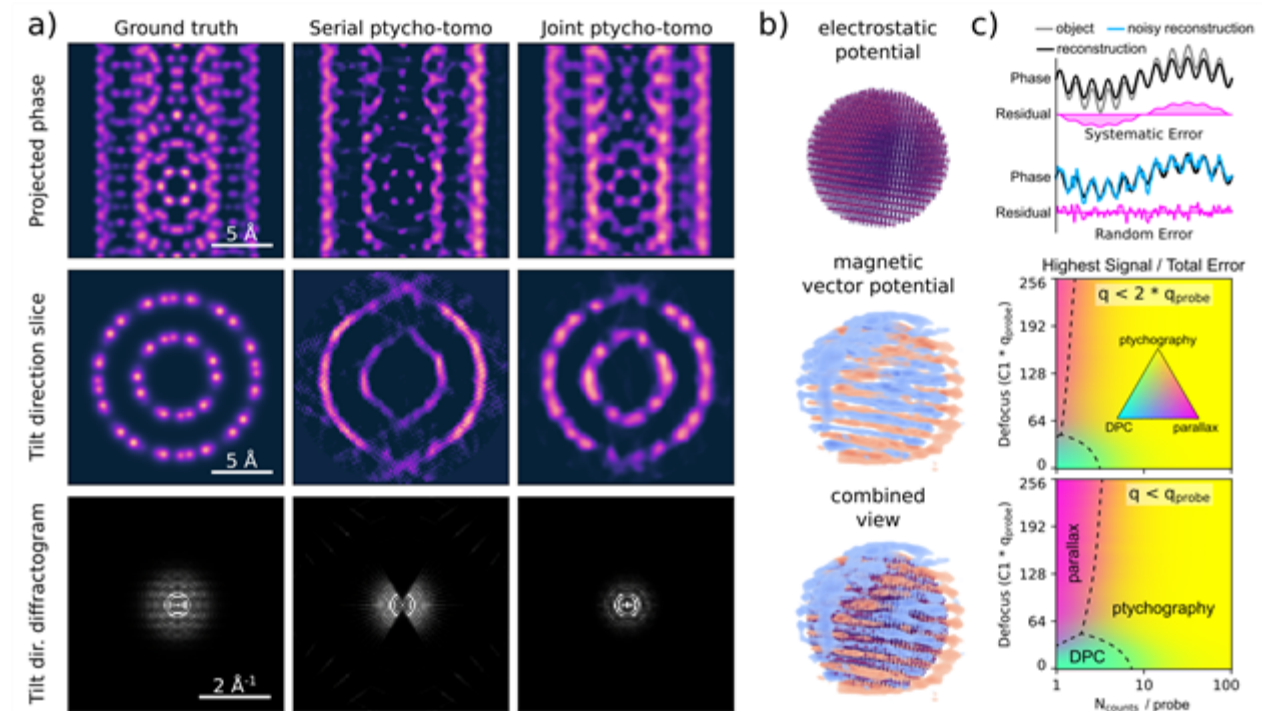 a)
Ground truth
Serial ptycho-tomo
Joint ptycho-tomo
Projected phase
5 Å
Tilt direction slice
5 Å
Tilt dir. diffractogram
2 Å-1
b)
electrostatic
potential
magnetic
vector potential
combined
view
c)
object
noisy reconstruction
reconstruction
Phase
Residual
Systematic Error
Phase
Residual
Random Error
Highest Signal / Total Error
Defocus (C1 * qprobe)
256
192
128
64
0
q < 2 * qprobe
ptychography
DPC
parallax
Defocus (C1 * qprobe)
256
192
128
64
0
q < qprobe
parallax
ptychography
DPC
1
10
100
Ncounts / probe